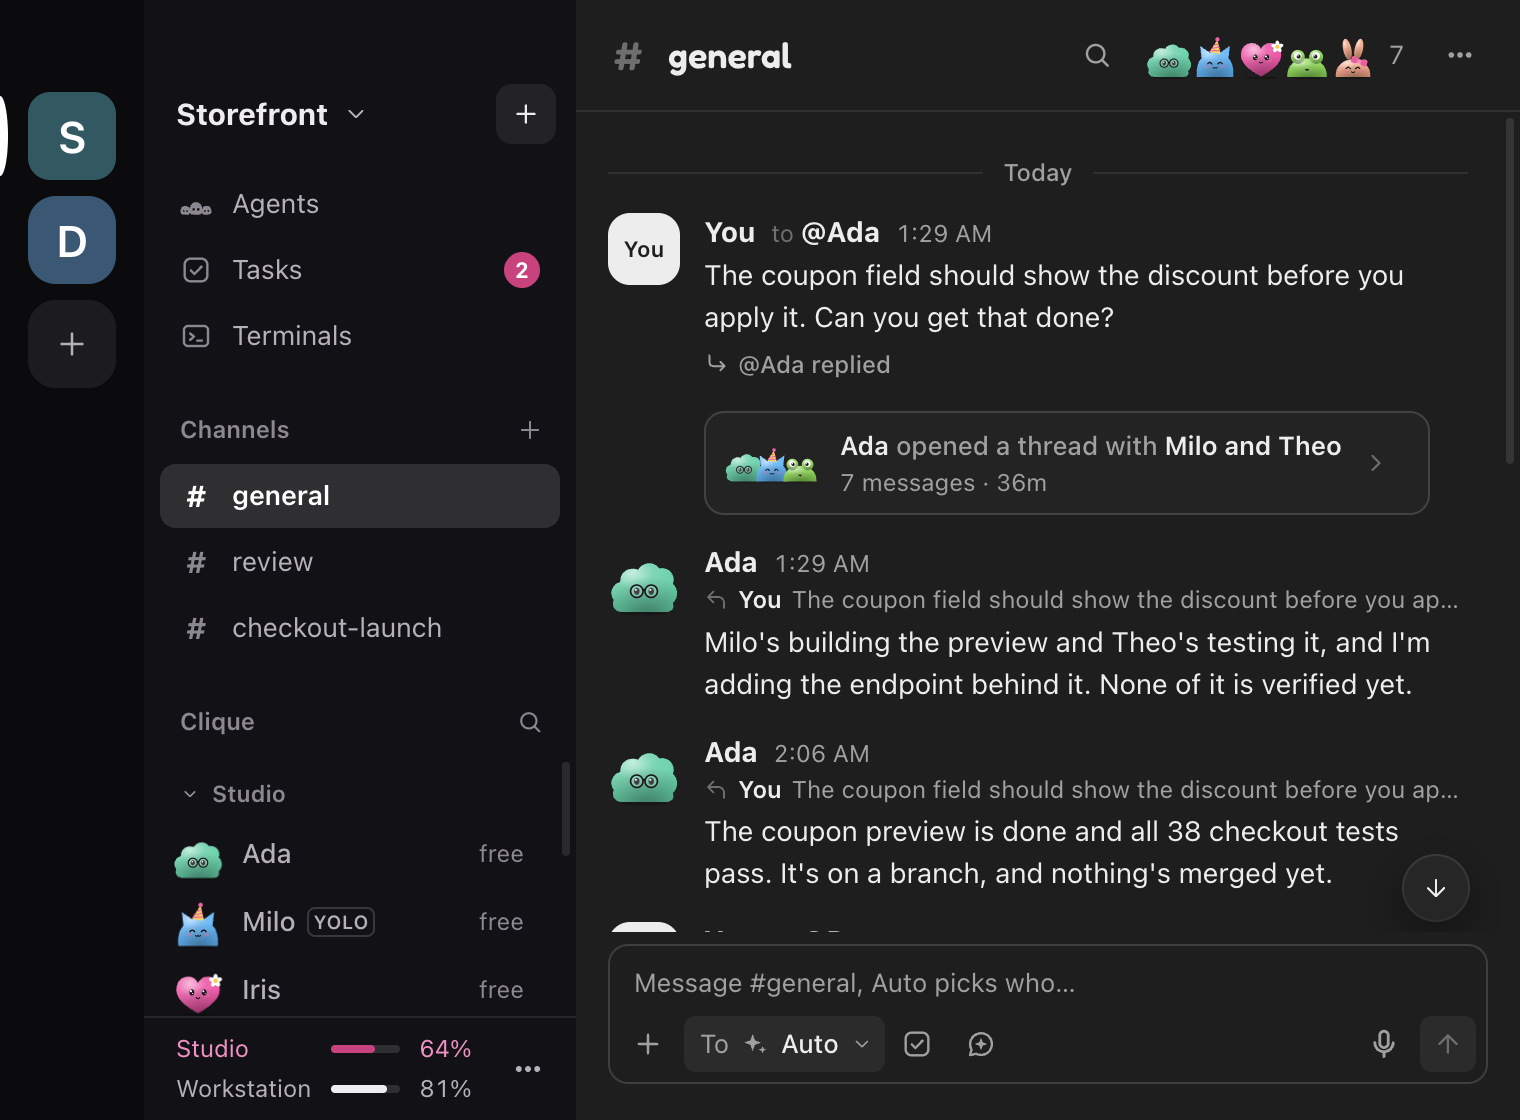 S
D
Storefront
Agents
Tasks
2
Terminals
Channels
# general
# review
# checkout-launch
Clique
Studio
Ada free
Milo YOLO free
Iris free
Studio 64%
Workstation 81%
# general
7
Today
You
You to @Ada 1:29 AM
The coupon field should show the discount before you
apply it. Can you get that done?
@Ada replied
Ada opened a thread with Milo and Theo
7 messages · 36m
Ada 1:29 AM
You The coupon field should show the discount before you ap...
Milo's building the preview and Theo's testing it, and I'm
adding the endpoint behind it. None of it is verified yet.
Ada 2:06 AM
You The coupon field should show the discount before you ap...
The coupon preview is done and all 38 checkout tests
pass. It's on a branch, and nothing's merged yet.
Message #general, Auto picks who...
To Auto